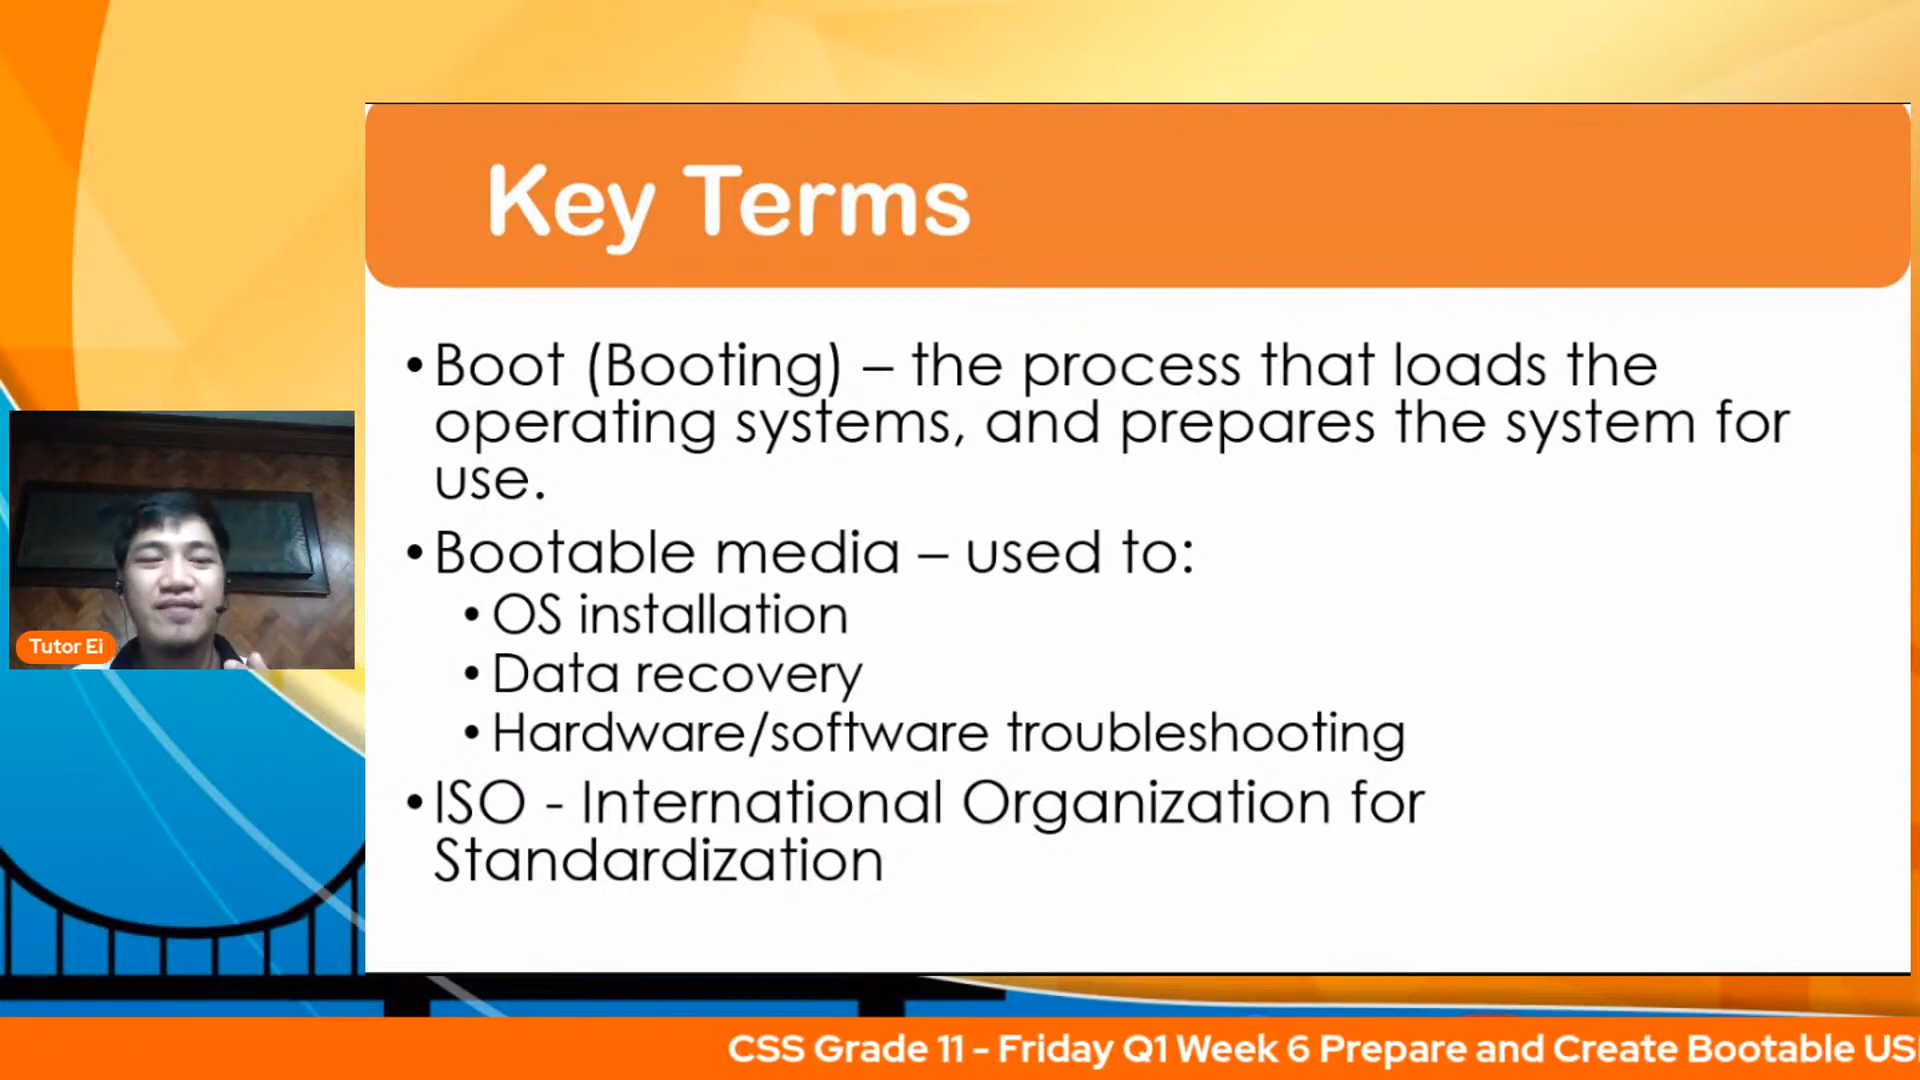 Key Terms
• Boot (Booting) – the process that loads the
operating systems, and prepares the system for
use.
• Bootable media – used to:
• OS installation
• Data recovery
• Hardware/software troubleshooting
• ISO - International Organization for
Standardization
Tutor Ei
CSS Grade 11 - Friday Q1 Week 6 Prepare and Create Bootable US